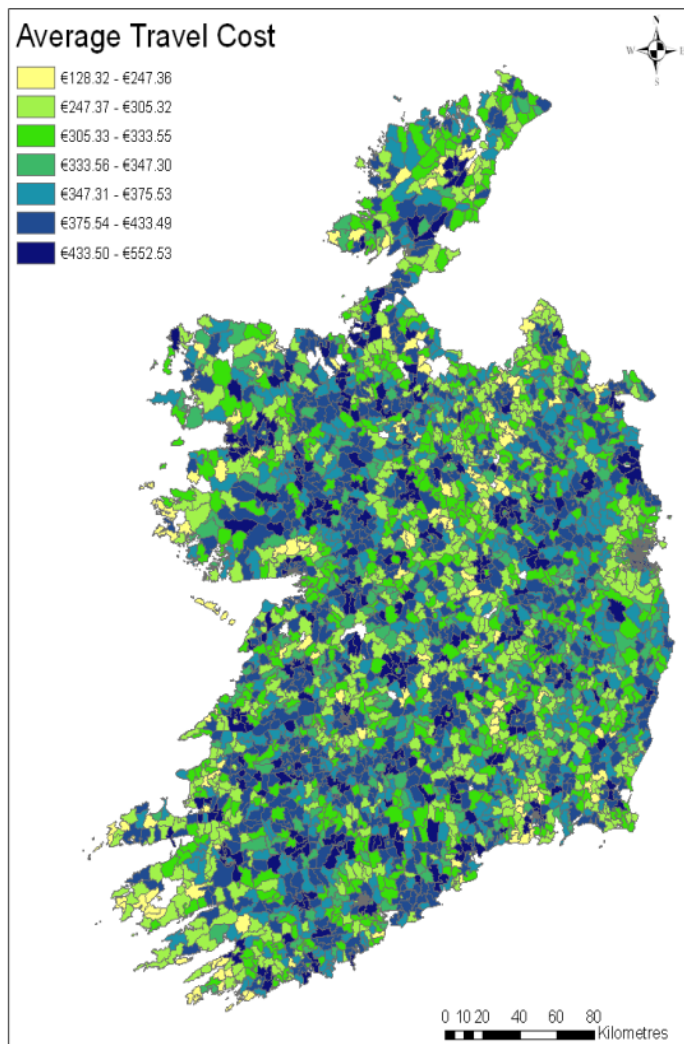 Average Travel Cost
€128.32 - €247.36
€247.37 - €305.32
€305.33 - €333.55
€333.56 - €347.30
€347.31 - €375.53
€375.54 - €433.49
€433.50 - €552.53
N
W E
S
0 10 20 40 60 80
Kilometres